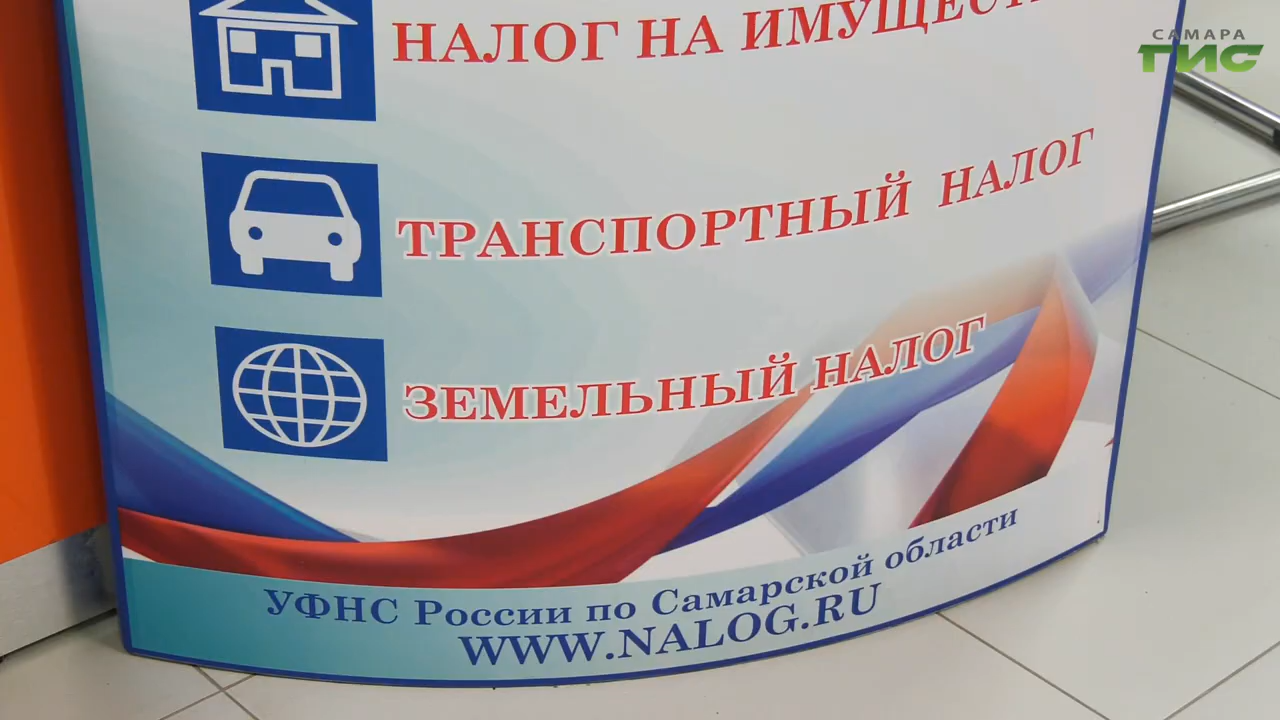 НАЛОГ НА
САМАРА
ГИС
ТРАНСПОРТНЫЙ НАЛОГ
ЗЕМЕЛЬНЫЙ НАЛОГ
УФНС России по Самарской области
WWW.NALOG.RU